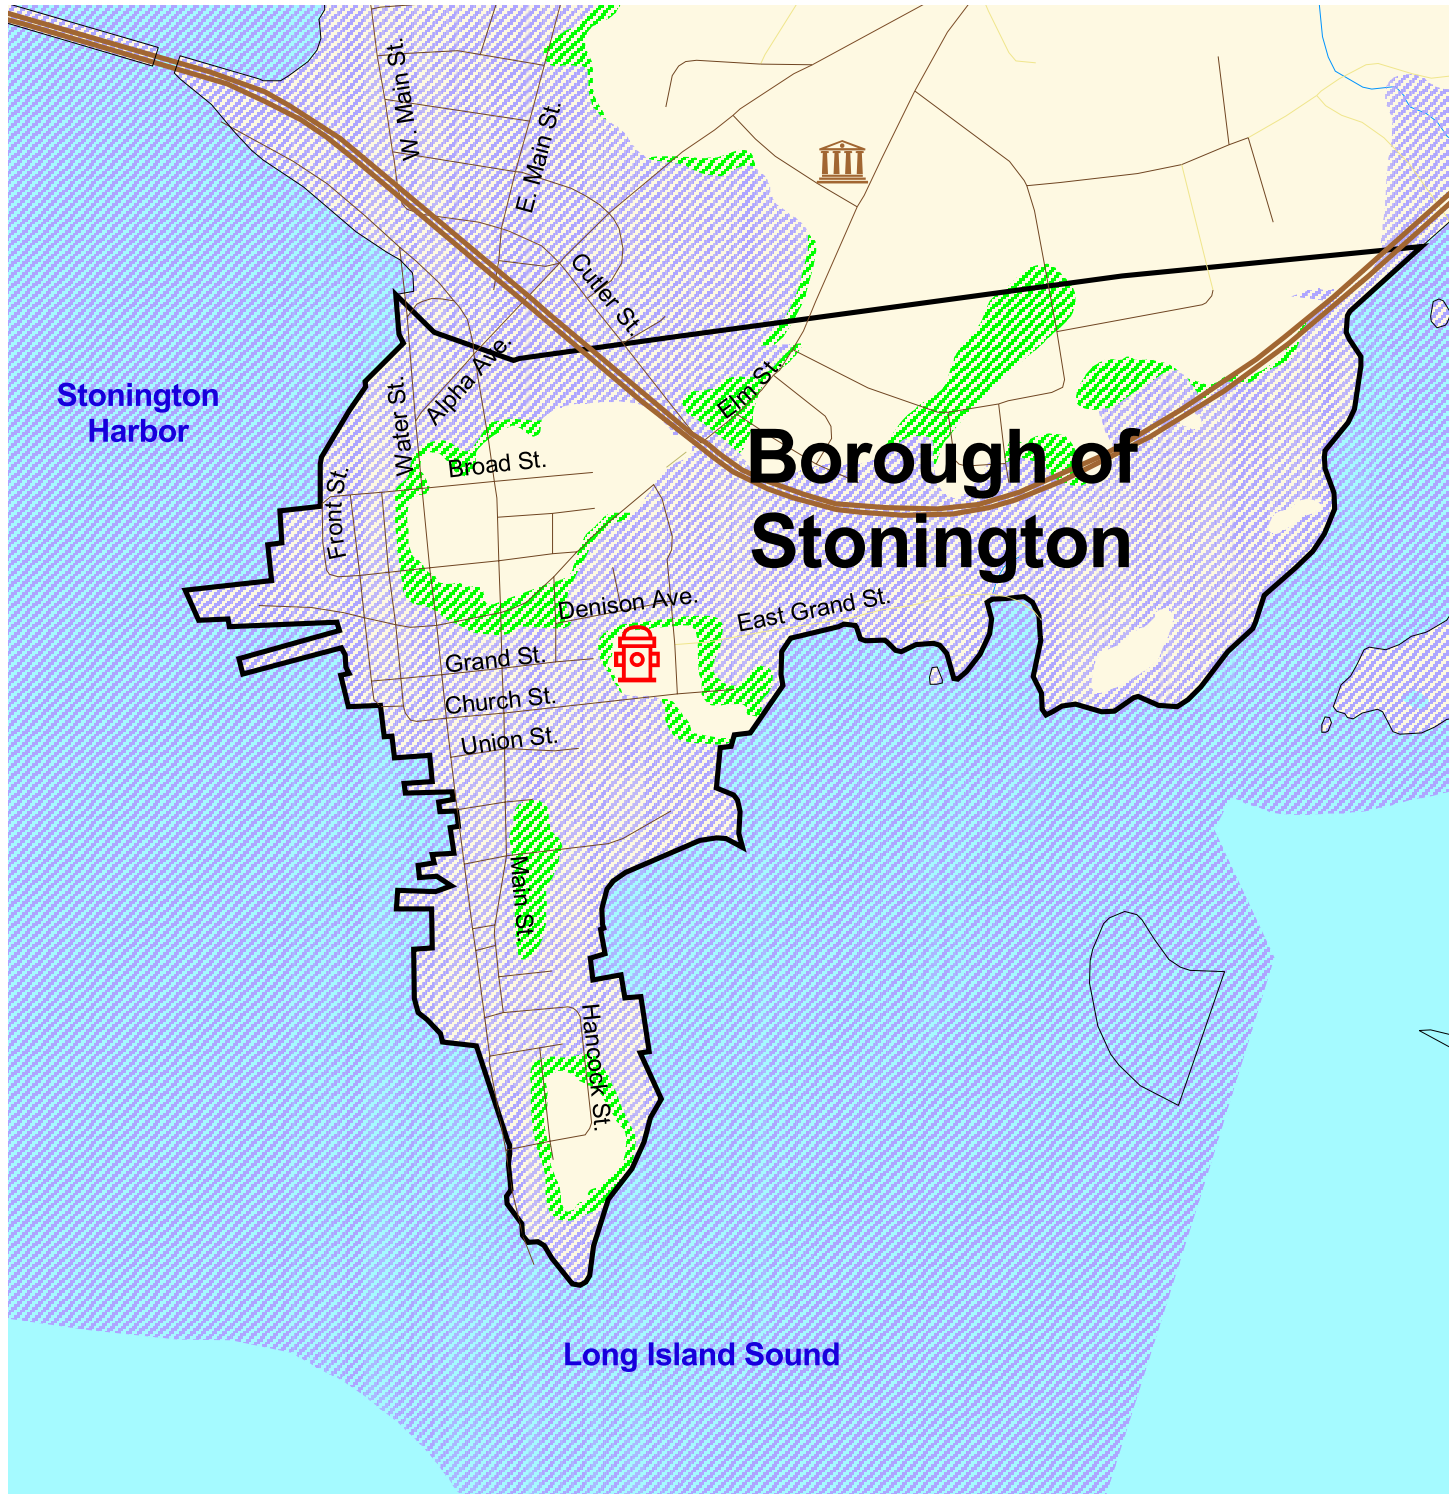 W. Main St.
E. Main St.
Cutler St.
Alpha Ave.
Elm St.
Stonington
Harbor
Water St.
Borough of
Stonington
Broad St.
Front St.
Denison Ave.
East Grand St.
Grand St.
Church St.
Union St.
Main St.
Hancock St.
Long Island Sound